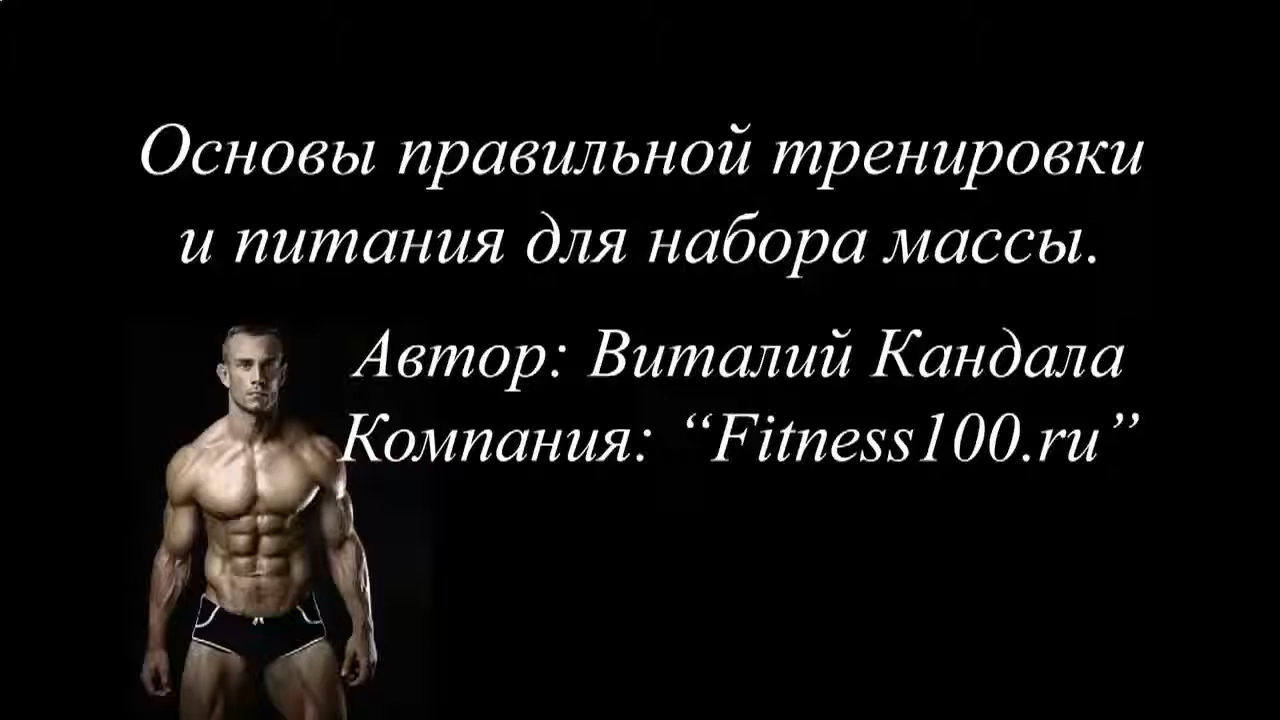 Основы правильной тренировки
и питания для набора массы.
Автор: Виталий Кандала
Компания: “Fitness100.ru”